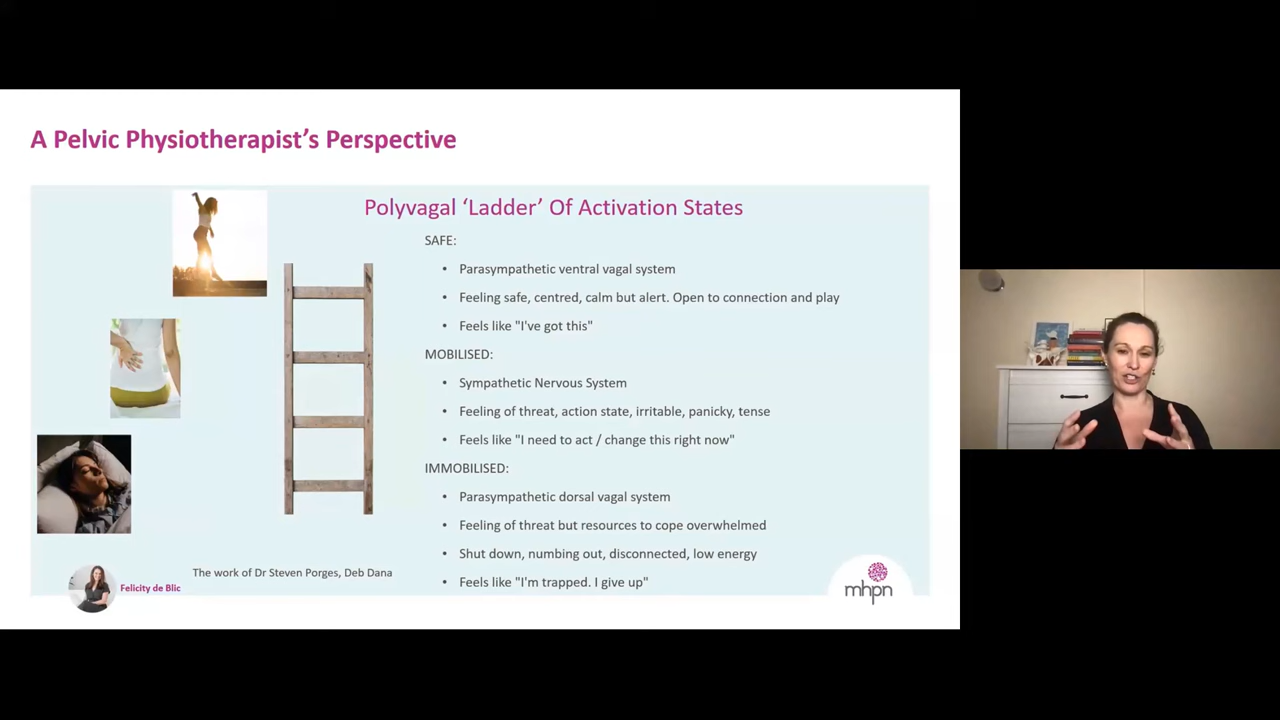 A Pelvic Physiotherapist's Perspective
Polyvagal 'Ladder' Of Activation States
SAFE:
• Parasympathetic ventral vagal system
• Feeling safe, centred, calm but alert. Open to connection and play
• Feels like "I've got this"
MOBILISED:
• Sympathetic Nervous System
• Feeling of threat, action state, irritable, panicky, tense
• Feels like "I need to act / change this right now"
IMMOBILISED:
• Parasympathetic dorsal vagal system
• Feeling of threat but resources to cope overwhelmed
• Shut down, numbing out, disconnected, low energy
• Feels like "I'm trapped. I give up"
The work of Dr Steven Porges, Deb Dana
Felicity de Blic
mhpn